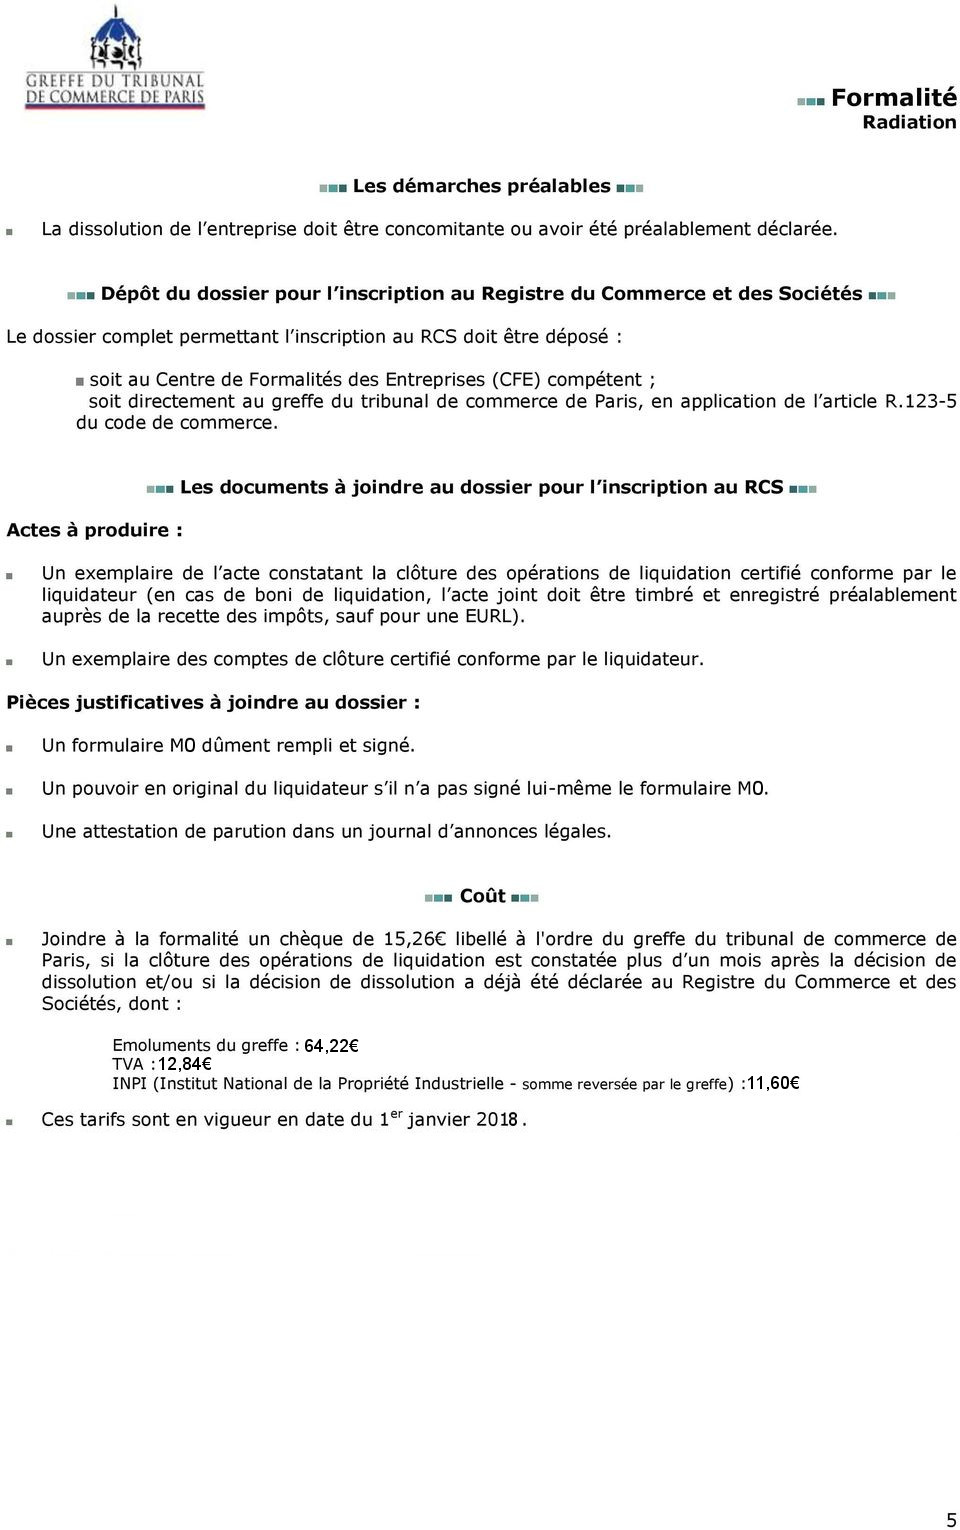 GREFFE DU TRIBUNAL
DE COMMERCE DE PARIS
Formalité
Radiation
Les démarches préalables
La dissolution de l’entreprise doit être concomitante ou avoir été préalablement déclarée.
Dépôt du dossier pour l’inscription au Registre du Commerce et des Sociétés
Le dossier complet permettant l’inscription au RCS doit être déposé :
soit au Centre de Formalités des Entreprises (CFE) compétent ;
soit directement au greffe du tribunal de commerce de Paris, en application de l’article R.123-5
du code de commerce.
Les documents à joindre au dossier pour l’inscription au RCS
Actes à produire :
Un exemplaire de l’acte constatant la clôture des opérations de liquidation certifié conforme par le
liquidateur (en cas de boni de liquidation, l’acte joint doit être timbré et enregistré préalablement
auprès de la recette des impôts, sauf pour une EURL).
Un exemplaire des comptes de clôture certifié conforme par le liquidateur.
Pièces justificatives à joindre au dossier :
Un formulaire M0 dûment rempli et signé.
Un pouvoir en original du liquidateur s’il n’a pas signé lui-même le formulaire M0.
Une attestation de parution dans un journal d’annonces légales.
Coût
Joindre à la formalité un chèque de 15,26€ libellé à l'ordre du greffe du tribunal de commerce de
Paris, si la clôture des opérations de liquidation est constatée plus d’un mois après la décision de
dissolution et/ou si la décision de dissolution a déjà été déclarée au Registre du Commerce et des
Sociétés, dont :
Emoluments du greffe : 64,22€
TVA :12,84€
INPI (Institut National de la Propriété Industrielle - somme reversée par le greffe) :11,60€
Ces tarifs sont en vigueur en date du 1er janvier 2018.
5